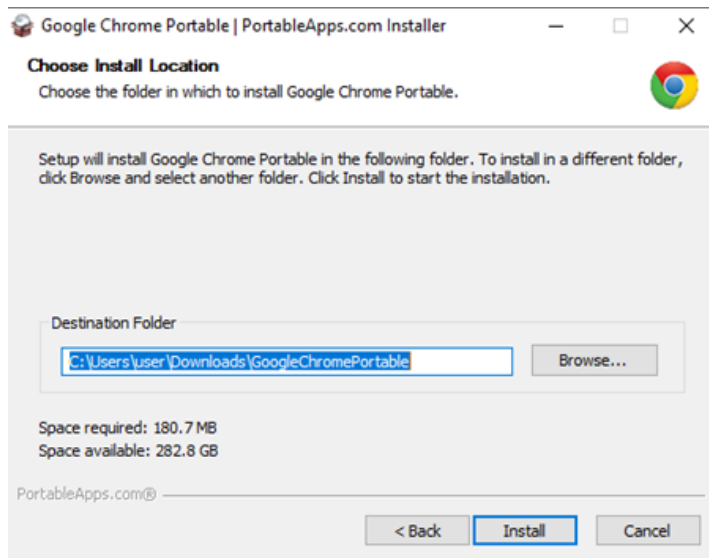 Google Chrome Portable | PortableApps.com Installer
Choose Install Location
Choose the folder in which to install Google Chrome Portable.
Setup will install Google Chrome Portable in the following folder. To install in a different folder,
click Browse and select another folder. Click Install to start the installation.
Destination Folder
C:\Users\user\Downloads\GoogleChromePortable
Browse...
Space required: 180.7 MB
Space available: 282.8 GB
PortableApps.com®
< Back
Install
Cancel